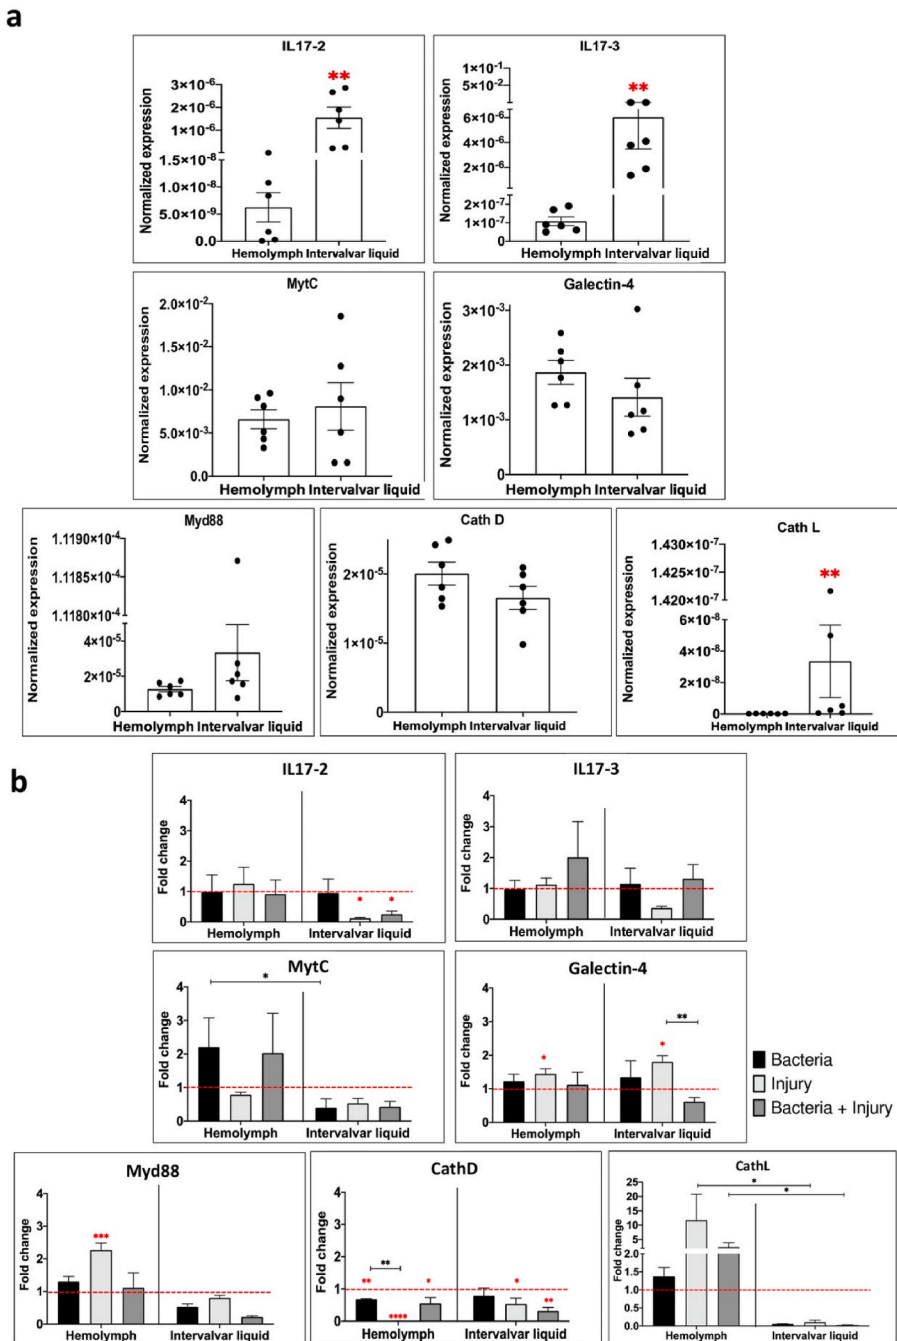 a
IL17-2
**
Normalized expression
3×10-6
2×10-6
1×10-6
1.5×10-8
1.0×10-8
5.0×10-9
0.0
Hemolymph Intervalvar liquid
IL17-3
**
Normalized expression
1×10-1
5×10-2
6×10-6
4×10-6
2×10-6
2×10-7
1×10-7
0
Hemolymph Intervalvar liquid
MytC
Normalized expression
2.0×10-2
1.5×10-2
1.0×10-2
5.0×10-3
0.0
Hemolymph Intervalvar liquid
Galectin-4
Normalized expression
3×10-3
2×10-3
1×10-3
0
Hemolymph Intervalvar liquid
Myd88
Normalized expression
1.1190×10-4
1.1185×10-4
1.1180×10-4
4×10-5
2×10-5
0
Hemolymph Intervalvar liquid
Cath D
Normalized expression
2×10-5
1×10-5
0
Hemolymph Intervalvar liquid
Cath L
**
Normalized expression
1.430×10-7
1.425×10-7
1.420×10-7
6×10-8
4×10-8
2×10-8
0
Hemolymph Intervalvar liquid
b
IL17-2
Fold change
4
3
2
1
0
* *
Hemolymph Intervalvar liquid
IL17-3
Fold change
4
3
2
1
0
Hemolymph Intervalvar liquid
MytC
*
Fold change
4
3
2
1
0
Hemolymph Intervalvar liquid
Galectin-4
Fold change
4
3
2
1
0
* * **
Hemolymph Intervalvar liquid
Bacteria
Injury
Bacteria + Injury
Myd88
Fold change
4
3
2
1
0
***
Hemolymph Intervalvar liquid
CathD
Fold change
4
3
2
1
0
** ** **** * * **
Hemolymph Intervalvar liquid
CathL
* *
Fold change
25
20
15
10
5
2.0
1.5
1.0
0.5
0.0
Hemolymph Intervalvar liquid